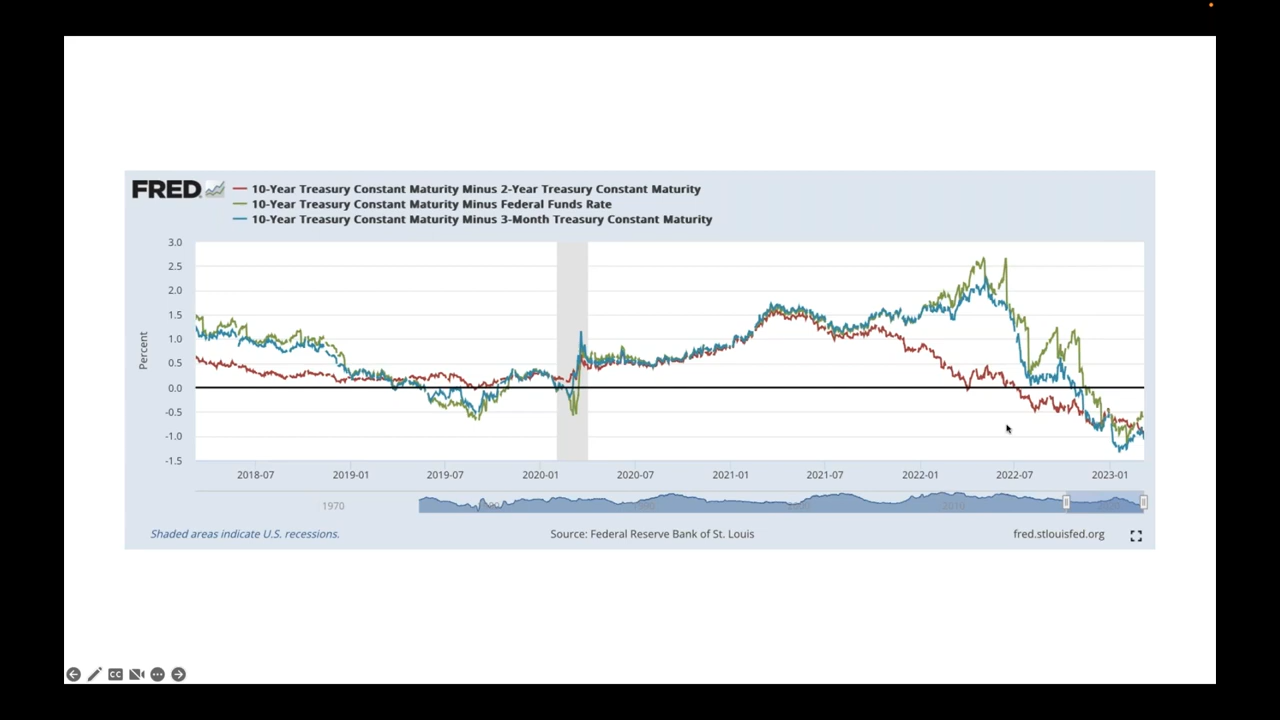 FRED
10-Year Treasury Constant Maturity Minus 2-Year Treasury Constant Maturity
10-Year Treasury Constant Maturity Minus Federal Funds Rate
10-Year Treasury Constant Maturity Minus 3-Month Treasury Constant Maturity
3.0
2.5
2.0
1.5
1.0
0.5
0.0
-0.5
-1.0
-1.5
Percent
2018-07 2019-01 2019-07 2020-01 2020-07 2021-01 2021-07 2022-01 2022-07 2023-01
1970 1990 2010
Shaded areas indicate U.S. recessions. Source: Federal Reserve Bank of St. Louis fred.stlouisfed.org
CC